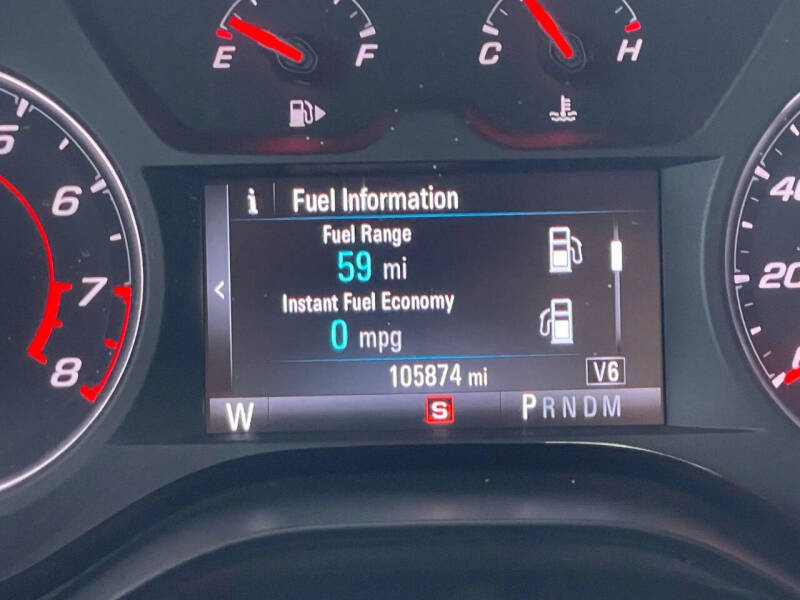 E F
C H
5
6
7
8
40
20
i Fuel Information
Fuel Range
59 mi
Instant Fuel Economy
0 mpg
105874 mi V6
W S PRNDM